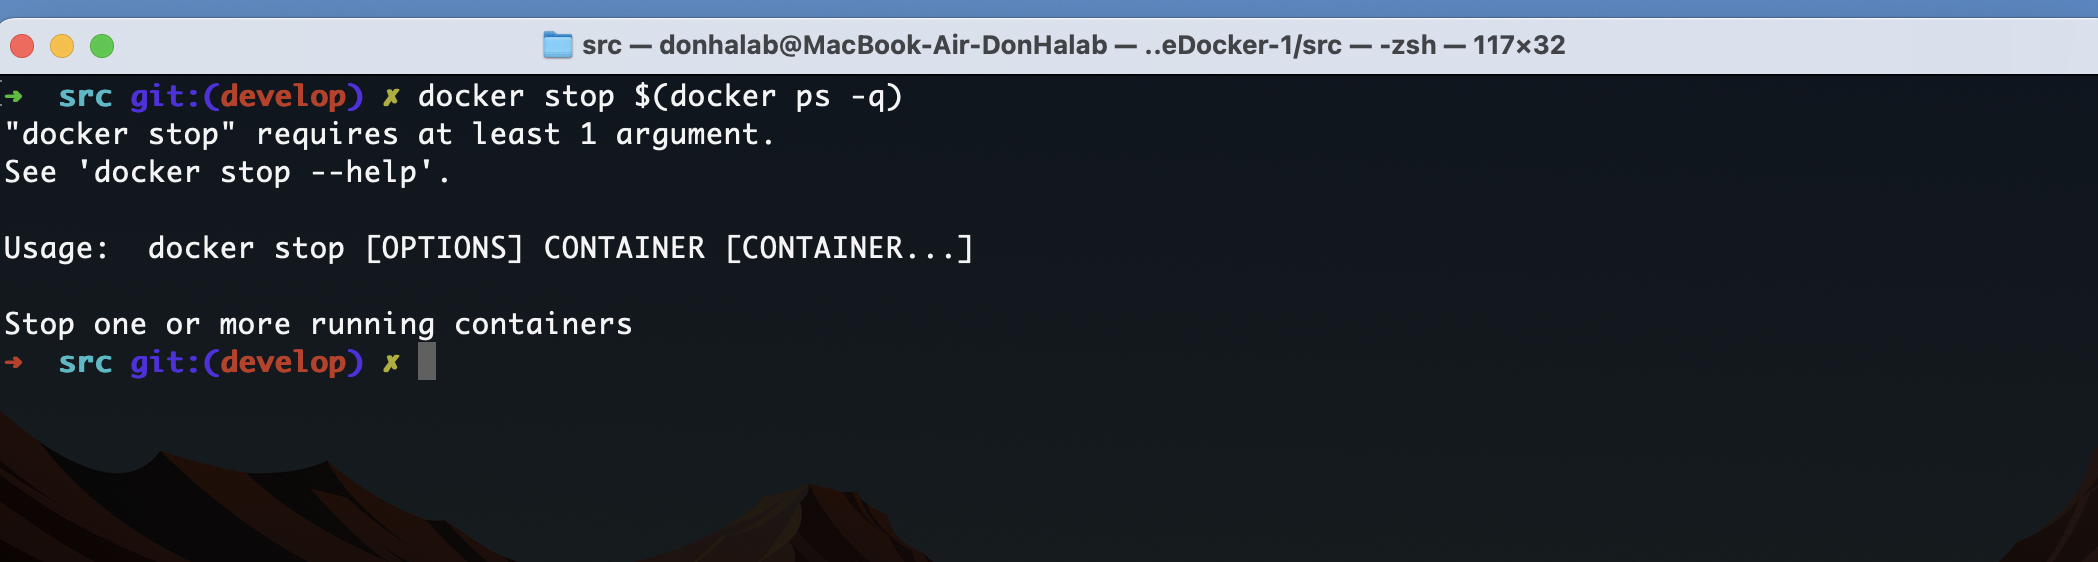 src — donhalab@MacBook-Air-DonHalab — ..eDocker-1/src — -zsh — 117×32
➜  src git:(develop) ✗ docker stop $(docker ps -q)
"docker stop" requires at least 1 argument.
See 'docker stop --help'.
Usage:  docker stop [OPTIONS] CONTAINER [CONTAINER...]
Stop one or more running containers
➜  src git:(develop) ✗